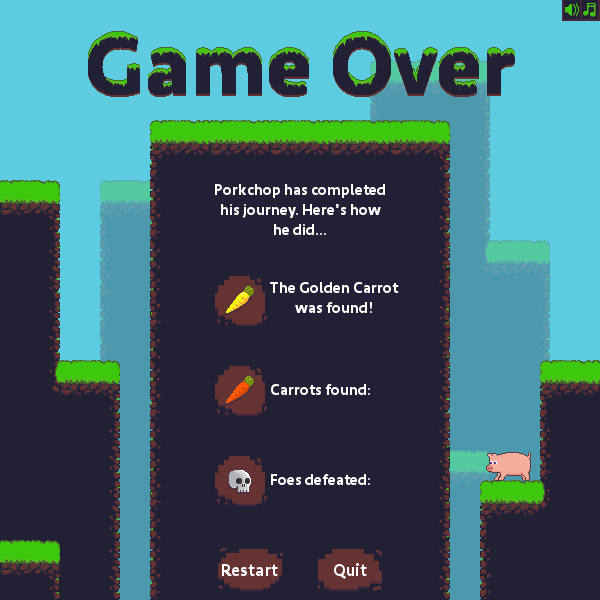 Game Over
Porkchop has completed
his journey. Here's how
he did...
The Golden Carrot
was found!
Carrots found:
Foes defeated:
Restart
Quit